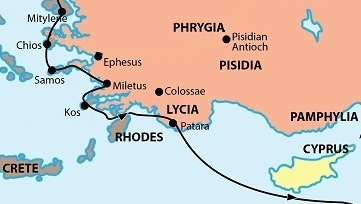 Mitylene
PHRYGIA
Chios
Pisidian
Antioch
Ephesus
PISIDIA
Samos
Miletus
Colossae
Kos
LYCIA
PAMPHYLIA
Patara
RHODES
CYPRUS
CRETE